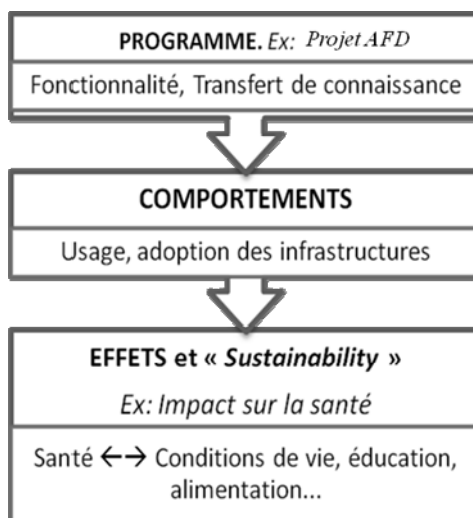 PROGRAMME. Ex: Projet AFD
Fonctionnalité, Transfert de connaissance
COMPORTEMENTS
Usage, adoption des infrastructures
EFFETS et « Sustainability »
Ex: Impact sur la santé
Santé ←→ Conditions de vie, éducation,
alimentation...